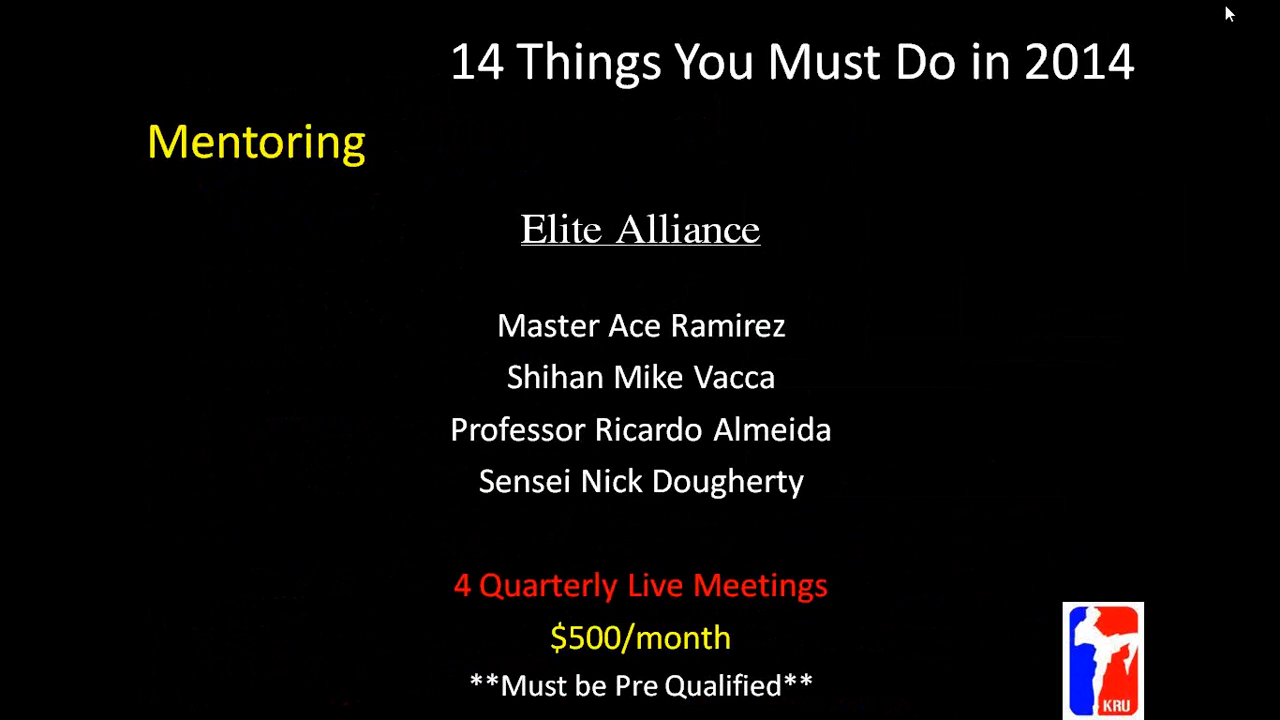 14 Things You Must Do in 2014
Mentoring
Elite Alliance
Master Ace Ramirez
Shihan Mike Vacca
Professor Ricardo Almeida
Sensei Nick Dougherty
4 Quarterly Live Meetings
$500/month
**Must be Pre Qualified**
KRU